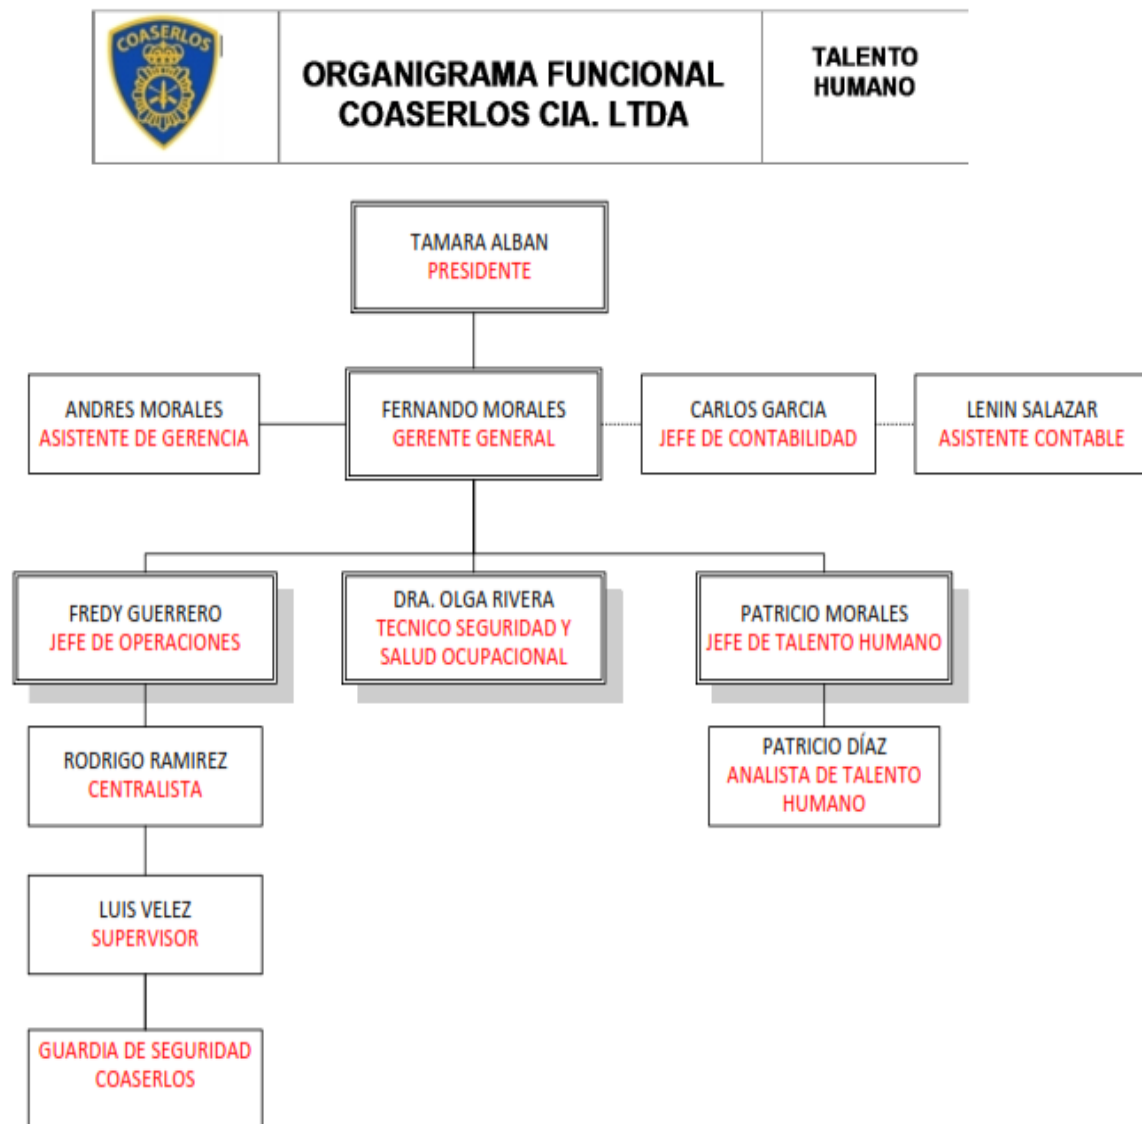 COASERLOS
ORGANIGRAMA FUNCIONAL
COASERLOS CIA. LTDA
TALENTO
HUMANO
TAMARA ALBAN
PRESIDENTE
ANDRES MORALES
ASISTENTE DE GERENCIA
FERNANDO MORALES
GERENTE GENERAL
CARLOS GARCIA
JEFE DE CONTABILIDAD
LENIN SALAZAR
ASISTENTE CONTABLE
FREDY GUERRERO
JEFE DE OPERACIONES
DRA. OLGA RIVERA
TECNICO SEGURIDAD Y
SALUD OCUPACIONAL
PATRICIO MORALES
JEFE DE TALENTO HUMANO
RODRIGO RAMIREZ
CENTRALISTA
PATRICIO DÍAZ
ANALISTA DE TALENTO
HUMANO
LUIS VELEZ
SUPERVISOR
GUARDIA DE SEGURIDAD
COASERLOS